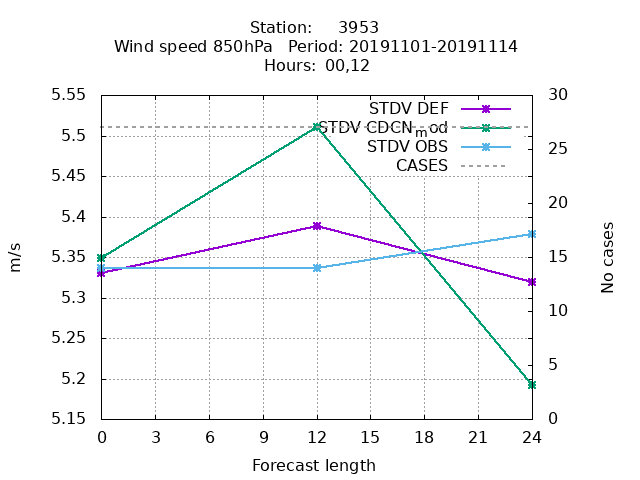 Station: 3953
Wind speed 850hPa Period: 20191101-20191114
Hours: 00,12
5.55
5.5
5.45
5.4
5.35
5.3
5.25
5.2
5.15
m/s
30
25
20
15
10
5
0
No cases
STDV DEF
STDV CDCN_mod
STDV OBS
CASES
0 3 6 9 12 15 18 21 24
Forecast length